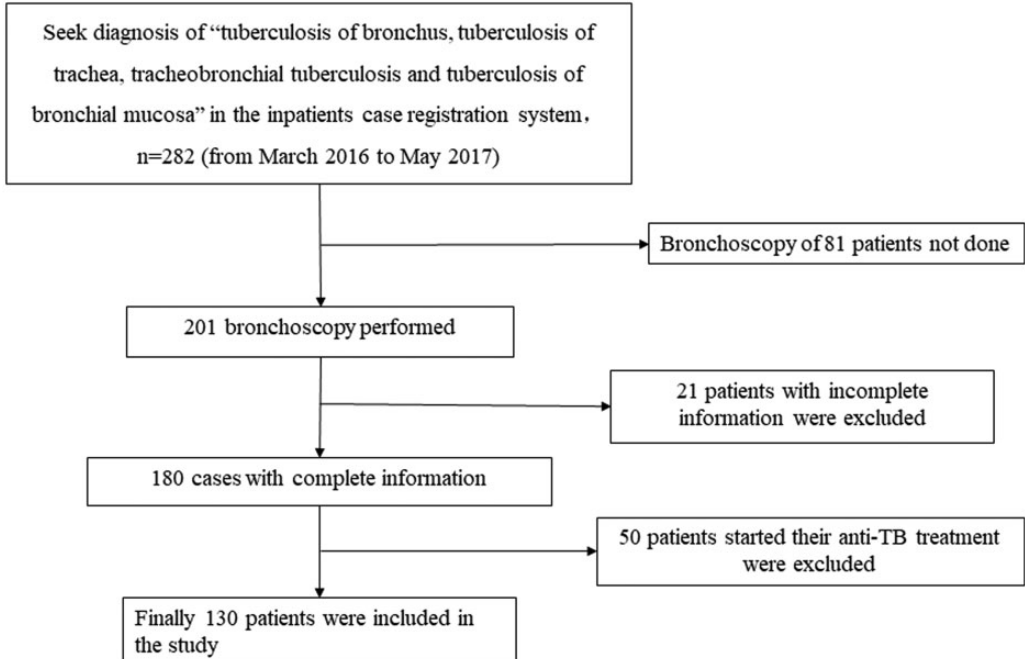 Seek diagnosis of “tuberculosis of bronchus, tuberculosis of
trachea, tracheobronchial tuberculosis and tuberculosis of
bronchial mucosa” in the inpatients case registration system，
n=282 (from March 2016 to May 2017)
Bronchoscopy of 81 patients not done
201 bronchoscopy performed
21 patients with incomplete
information were excluded
180 cases with complete information
50 patients started their anti-TB treatment
were excluded
Finally 130 patients were included in
the study